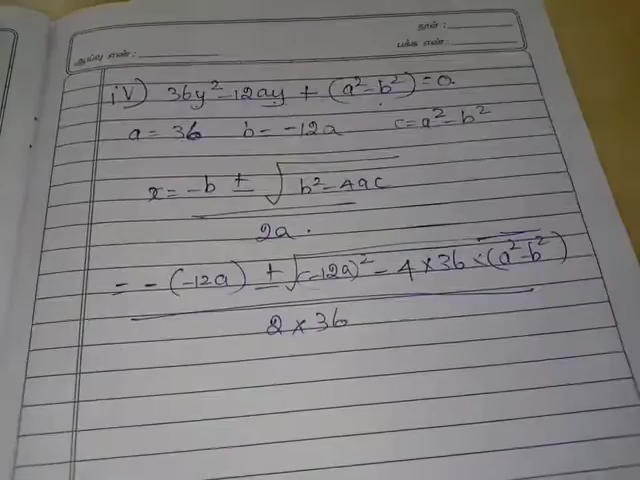 நாள் :
ஆய்வு எண் :
பக்க எண் :
iv) 36y²-12ay + (a²-b²)=0.
a = 36 b = -12a c = a² - b²
x = -b ± √b²-4ac
2a.
= -(-12a) ± √(-12a)² - 4×36×(a²-b²)
2 × 36